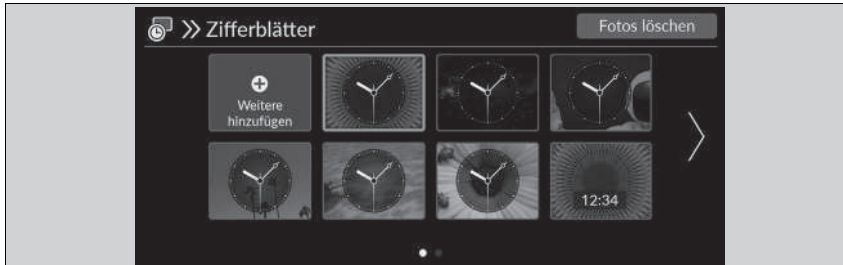 Zifferblätter
Fotos löschen
Weitere
hinzufügen
12:34